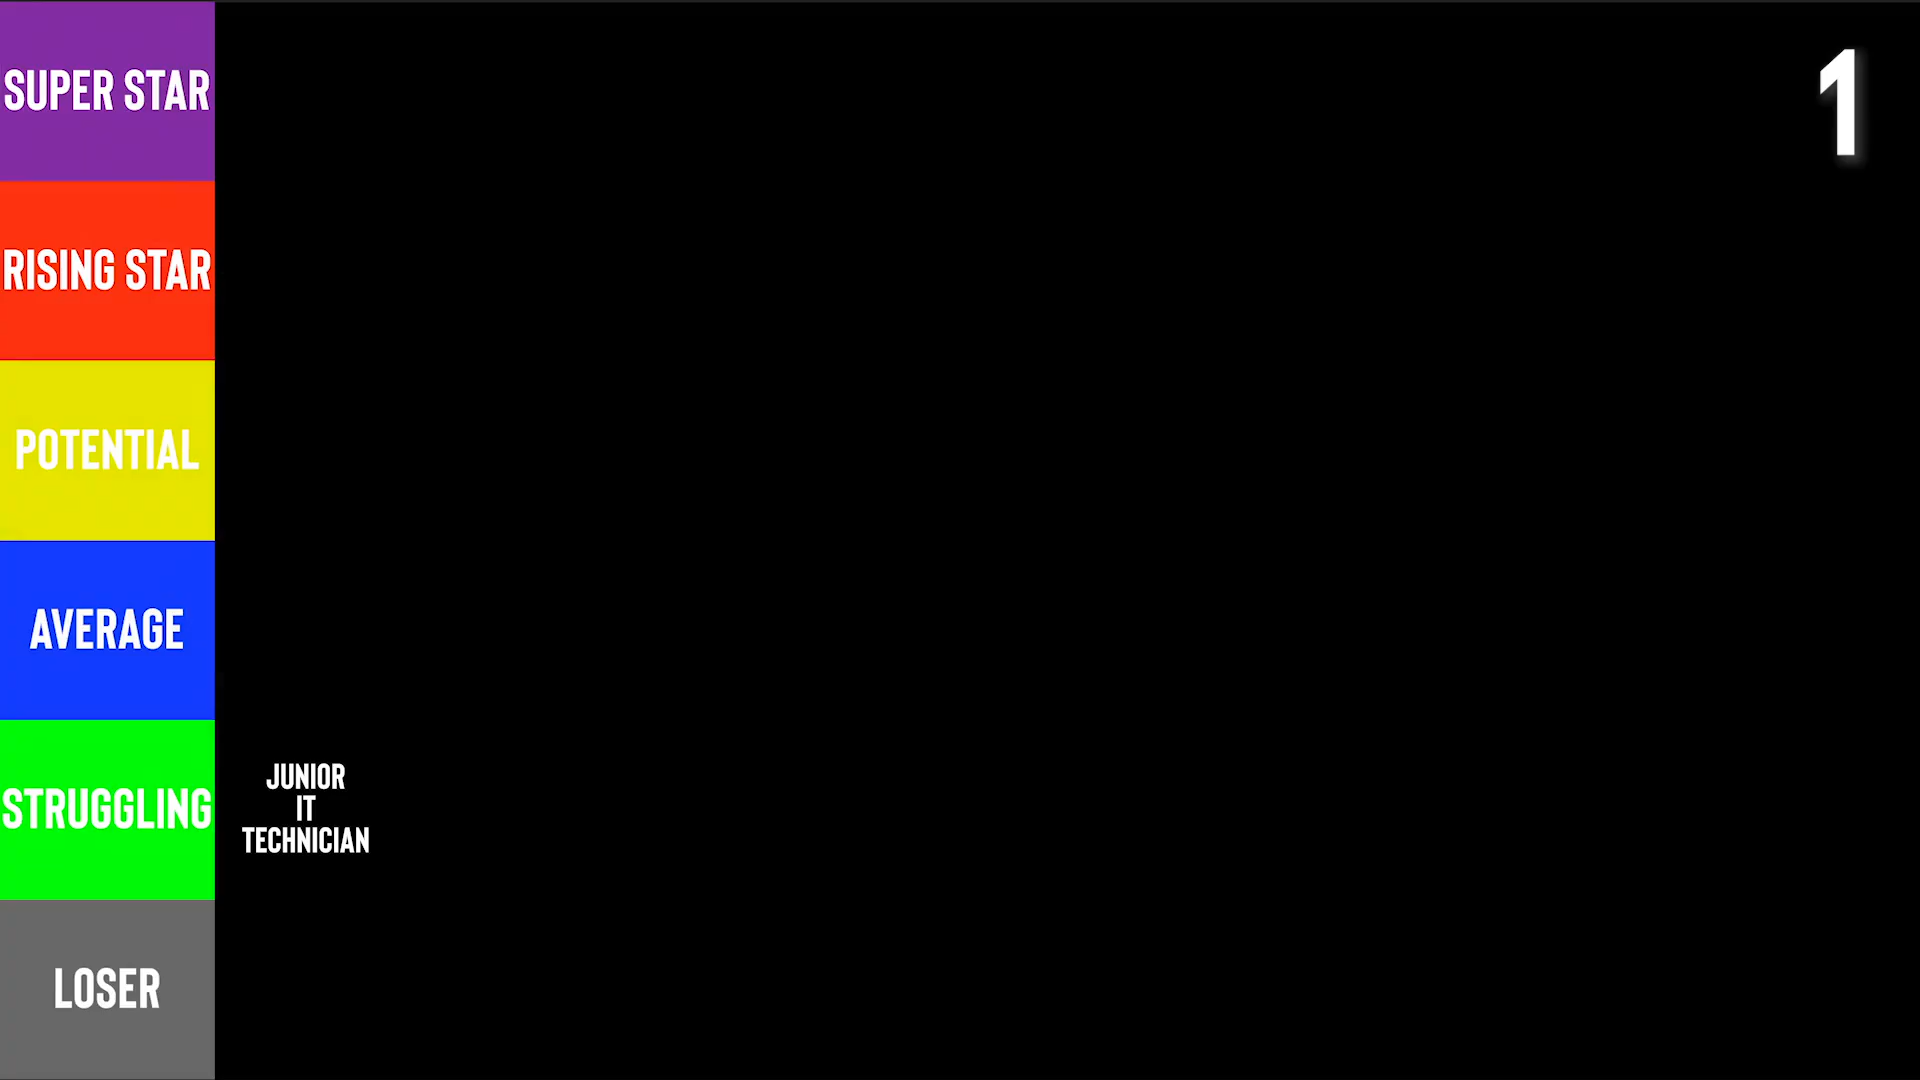 SUPER STAR
1
RISING STAR
POTENTIAL
AVERAGE
STRUGGLING
JUNIOR
IT
TECHNICIAN
LOSER